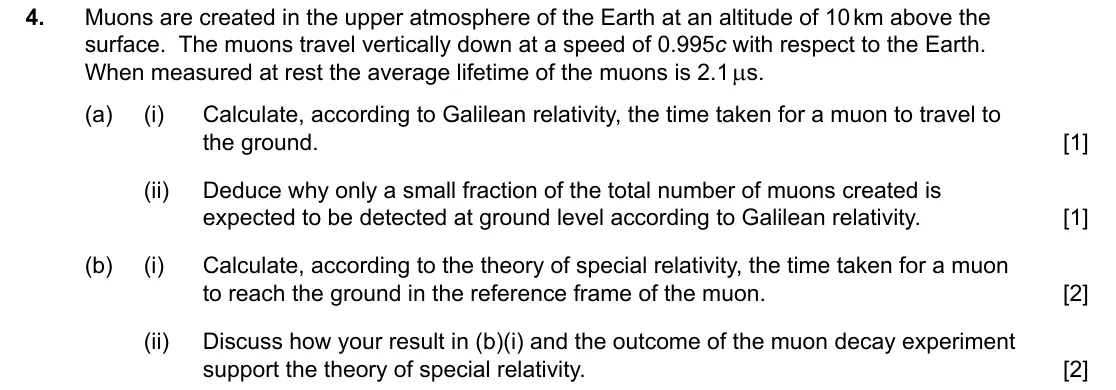 4. Muons are created in the upper atmosphere of the Earth at an altitude of 10 km above the
surface. The muons travel vertically down at a speed of 0.995c with respect to the Earth.
When measured at rest the average lifetime of the muons is 2.1 μs.
(a) (i) Calculate, according to Galilean relativity, the time taken for a muon to travel to
the ground. [1]
(ii) Deduce why only a small fraction of the total number of muons created is
expected to be detected at ground level according to Galilean relativity. [1]
(b) (i) Calculate, according to the theory of special relativity, the time taken for a muon
to reach the ground in the reference frame of the muon. [2]
(ii) Discuss how your result in (b)(i) and the outcome of the muon decay experiment
support the theory of special relativity. [2]